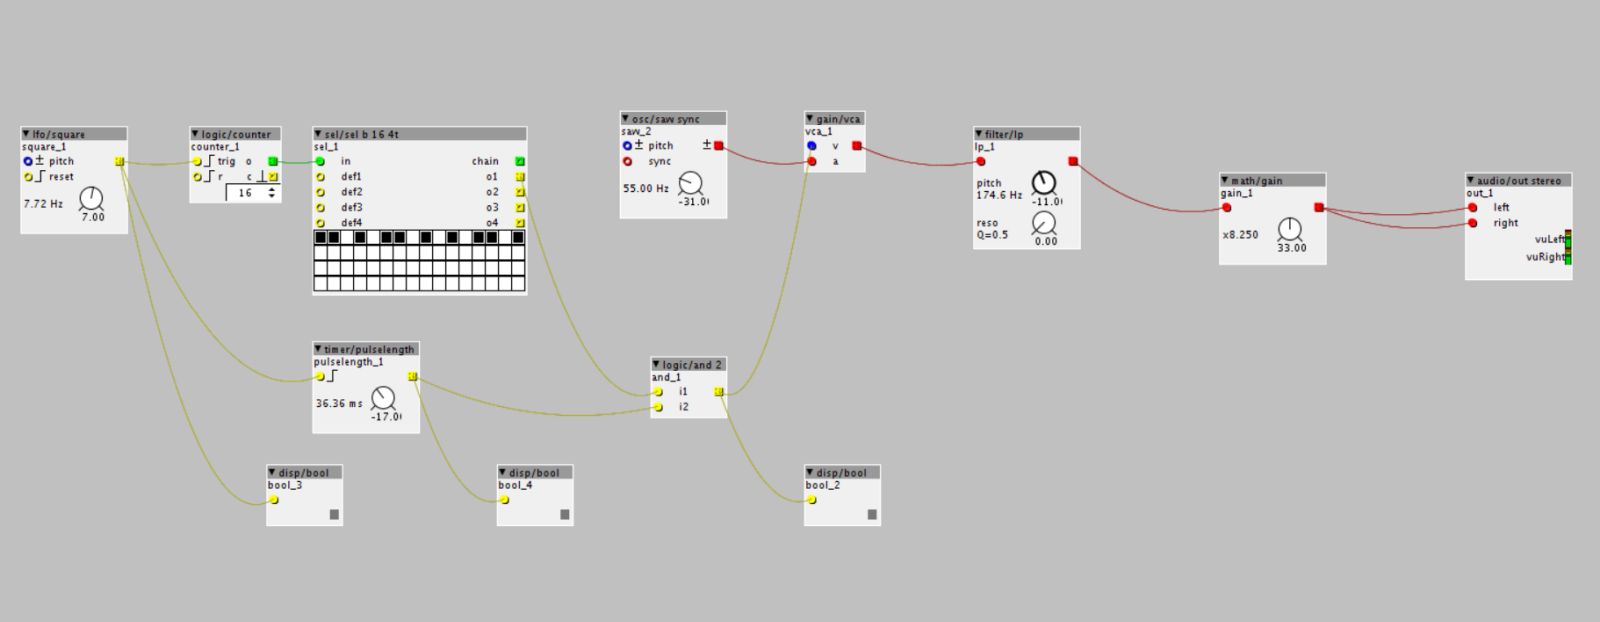 lfo/square
square_1
± pitch
reset
7.72 Hz
7.00
logic/counter
counter_1
trig o
r c
16
sel/sel b 16 4t
sel_1
in chain
def1 o1
def2 o2
def3 o3
def4 o4
osc/saw sync
saw_2
± pitch ±
sync
55.00 Hz
-31.0
gain/vca
vca_1
v
a
filter/lp
lp_1
pitch
174.6 Hz
-11.0
reso
Q=0.5
0.00
math/gain
gain_1
x8.250
33.00
audio/out stereo
out_1
left
right
vuLeft
vuRight
timer/pulselength
pulselength_1
36.36 ms
-17.0
logic/and 2
and_1
i1
i2
disp/bool
bool_3
disp/bool
bool_4
disp/bool
bool_2